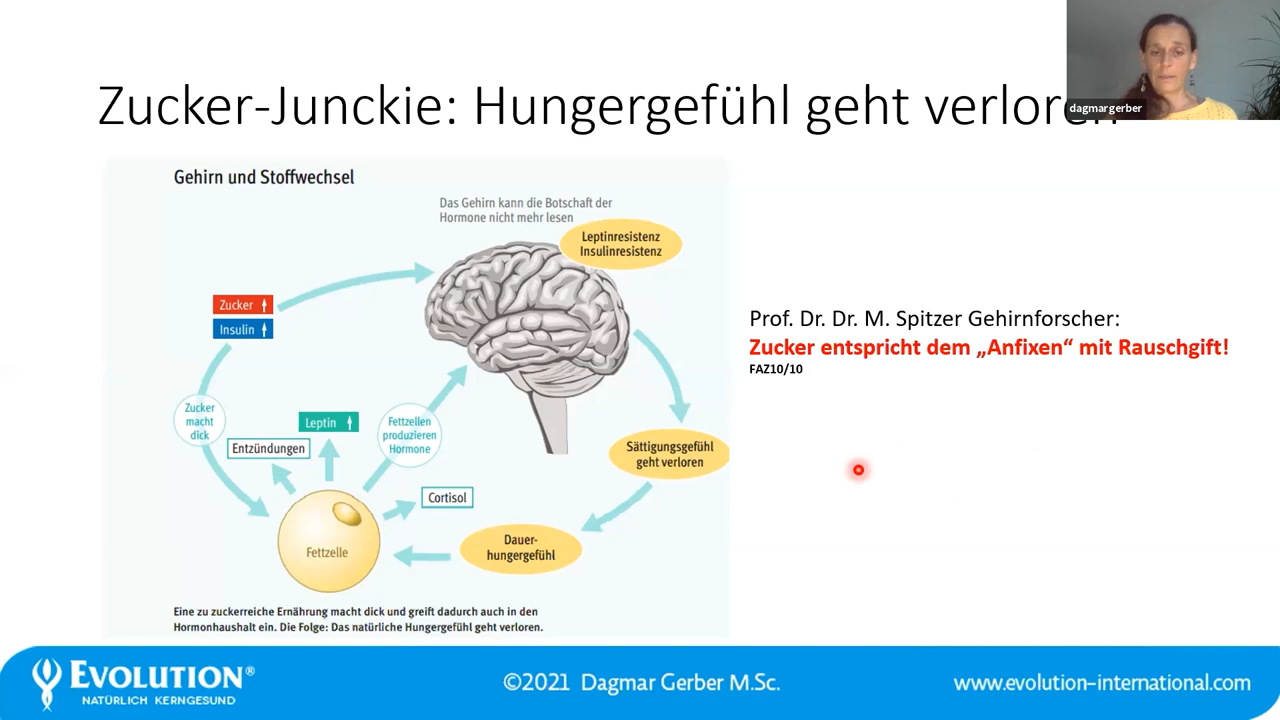 Zucker-Junckie: Hungergefühl geht verloren
dagmargerber
Gehirn und Stoffwechsel
Das Gehirn kann die Botschaft der
Hormone nicht mehr lesen
Leptinresistenz
Insulinresistenz
Zucker
Insulin
Zucker
macht
dick
Leptin
Entzündungen
Fettzellen
produzieren
Hormone
Cortisol
Fettzelle
Sättigungsgefühl
geht verloren
Dauer-
hungergefühl
Eine zu zuckerreiche Ernährung macht dick und greift dadurch auch in den
Hormonhaushalt ein. Die Folge: Das natürliche Hungergefühl geht verloren.
Prof. Dr. Dr. M. Spitzer Gehirnforscher:
Zucker entspricht dem „Anfixen“ mit Rauschgift!
FAZ10/10
EVOLUTION®
NATÜRLICH KERNGESUND
©2021 Dagmar Gerber M.Sc.
www.evolution-international.com